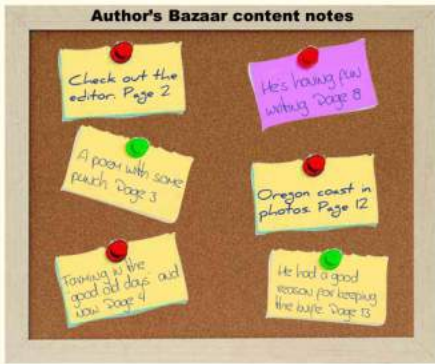 Author's Bazaar content notes
Check out the
editor. Page 2
He's having fun
writing Page 8
A poem with some
punch. Page 3
Oregon coast in
photos. Page 12
Farming in the
good old days and
now Page 4
He had a good
reason for keeping
the knife. Page 13